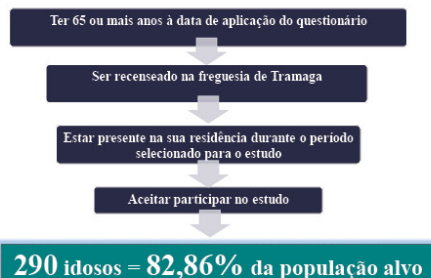 Ter 65 ou mais anos à data de aplicação do questionário
Ser recenseado na freguesia de Tramaga
Estar presente na sua residência durante o período
selecionado para o estudo
Aceitar participar no estudo
290 idosos = 82,86% da população alvo